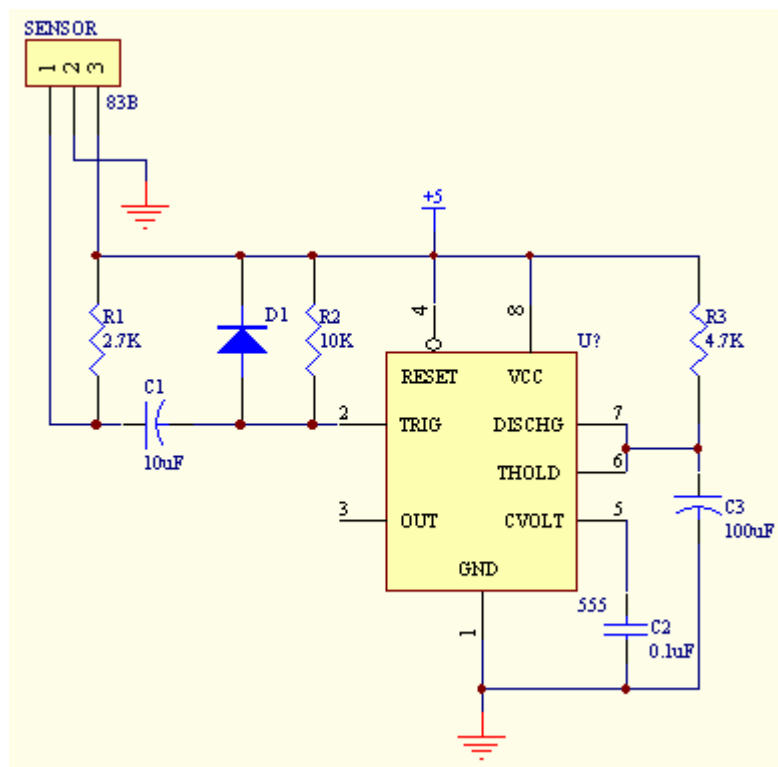 SENSOR
1 2 3
83B
+5
R1
2.7K
D1
R2
10K
4
8
R3
4.7K
U?
RESET
VCC
C1
10uF
2
TRIG
DISCHG
7
THOLD
6
3
OUT
CVOLT
5
C3
100uF
GND
1
555
C2
0.1uF